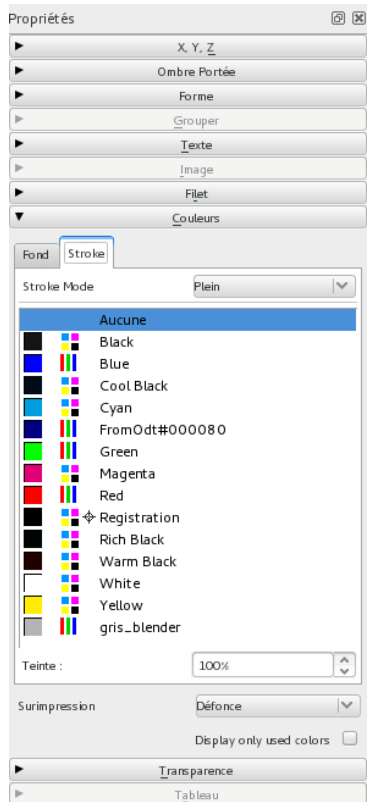 Propriétés
X, Y, Z
Ombre Portée
Forme
Grouper
Texte
Image
Filet
Couleurs
Fond Stroke
Stroke Mode Plein
Aucune
Black
Blue
Cool Black
Cyan
FromOdt#000080
Green
Magenta
Red
Registration
Rich Black
Warm Black
White
Yellow
gris_blender
Teinte : 100%
Surimpression Défonce
Display only used colors
Transparence
Tableau